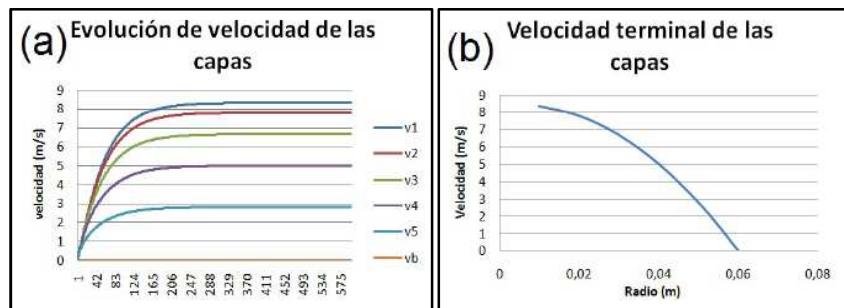 (a) Evolución de velocidad de las
capas
velocidad (m/s)
9
8
7
6
5
4
3
2
1
0
1 42 83 124 165 206 247 288 329 370 411 452 493 534 575
v1
v2
v3
v4
v5
vb
(b) Velocidad terminal de las
capas
Velocidad (m/s)
9
8
7
6
5
4
3
2
1
0
0 0,02 0,04 0,06 0,08
Radio (m)